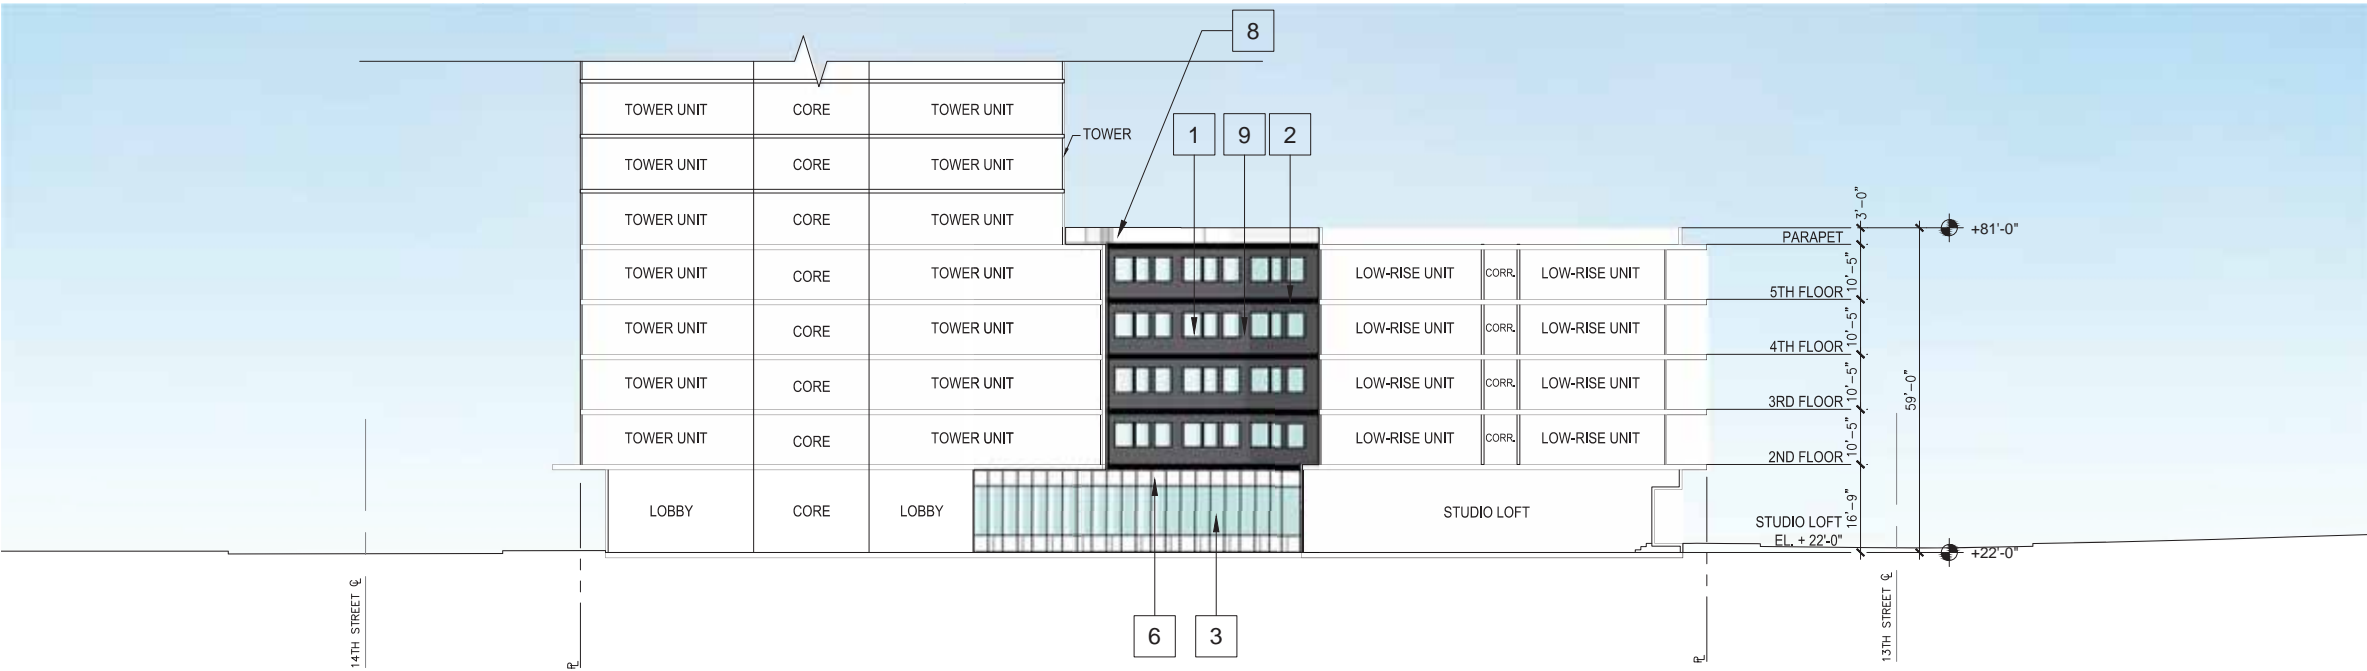 8
TOWER UNIT CORE TOWER UNIT
TOWER
1 9 2
TOWER UNIT CORE TOWER UNIT
TOWER UNIT CORE TOWER UNIT
3'-0"
+81'-0"
PARAPET
TOWER UNIT CORE TOWER UNIT LOW-RISE UNIT CORR. LOW-RISE UNIT
10'-5"
5TH FLOOR
TOWER UNIT CORE TOWER UNIT LOW-RISE UNIT CORR. LOW-RISE UNIT
10'-5"
4TH FLOOR
TOWER UNIT CORE TOWER UNIT LOW-RISE UNIT CORR. LOW-RISE UNIT
10'-5"
3RD FLOOR
59'-0"
TOWER UNIT CORE TOWER UNIT LOW-RISE UNIT CORR. LOW-RISE UNIT
10'-5"
2ND FLOOR
LOBBY CORE LOBBY STUDIO LOFT
16'-9"
STUDIO LOFT
EL. + 22'-0"
+22'-0"
14TH STREET ℄
6 3
13TH STREET ℄
PL
PL